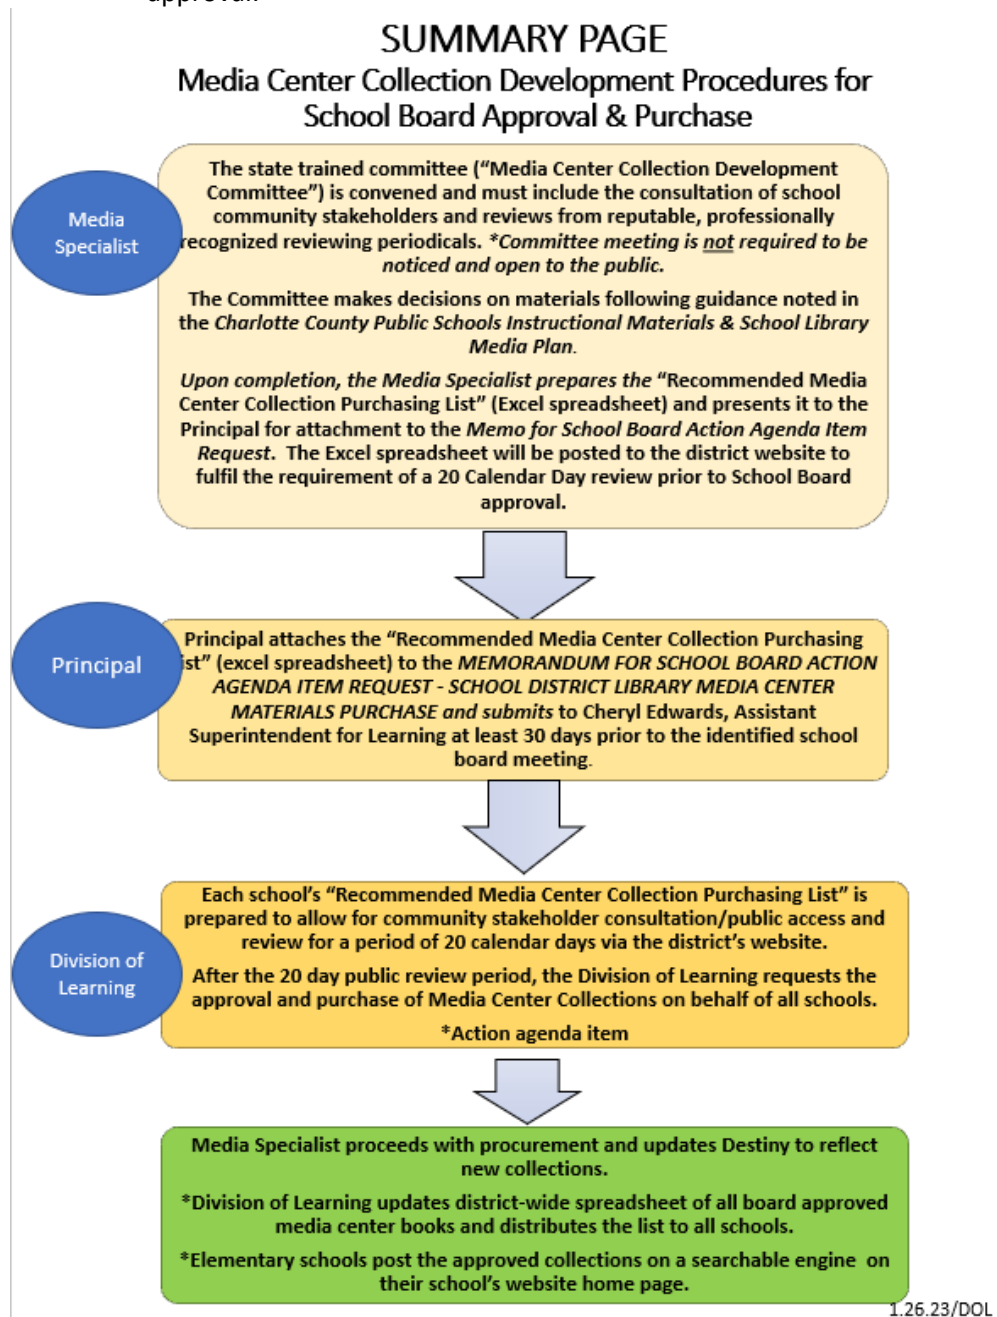 approval.
SUMMARY PAGE
Media Center Collection Development Procedures for
School Board Approval & Purchase
Media
Specialist
The state trained committee (“Media Center Collection Development
Committee”) is convened and must include the consultation of school
community stakeholders and reviews from reputable, professionally
recognized reviewing periodicals. *Committee meeting is not required to be
noticed and open to the public.
The Committee makes decisions on materials following guidance noted in
the Charlotte County Public Schools Instructional Materials & School Library
Media Plan.
Upon completion, the Media Specialist prepares the “Recommended Media
Center Collection Purchasing List” (Excel spreadsheet) and presents it to the
Principal for attachment to the Memo for School Board Action Agenda Item
Request. The Excel spreadsheet will be posted to the district website to
fulfil the requirement of a 20 Calendar Day review prior to School Board
approval.
Principal
Principal attaches the “Recommended Media Center Collection Purchasing
ist” (excel spreadsheet) to the MEMORANDUM FOR SCHOOL BOARD ACTION
AGENDA ITEM REQUEST - SCHOOL DISTRICT LIBRARY MEDIA CENTER
MATERIALS PURCHASE and submits to Cheryl Edwards, Assistant
Superintendent for Learning at least 30 days prior to the identified school
board meeting.
Division of
Learning
Each school’s “Recommended Media Center Collection Purchasing List” is
prepared to allow for community stakeholder consultation/public access and
review for a period of 20 calendar days via the district’s website.
After the 20 day public review period, the Division of Learning requests the
approval and purchase of Media Center Collections on behalf of all schools.
*Action agenda item
Media Specialist proceeds with procurement and updates Destiny to reflect
new collections.
*Division of Learning updates district-wide spreadsheet of all board approved
media center books and distributes the list to all schools.
*Elementary schools post the approved collections on a searchable engine on
their school’s website home page.
1.26.23/DOL